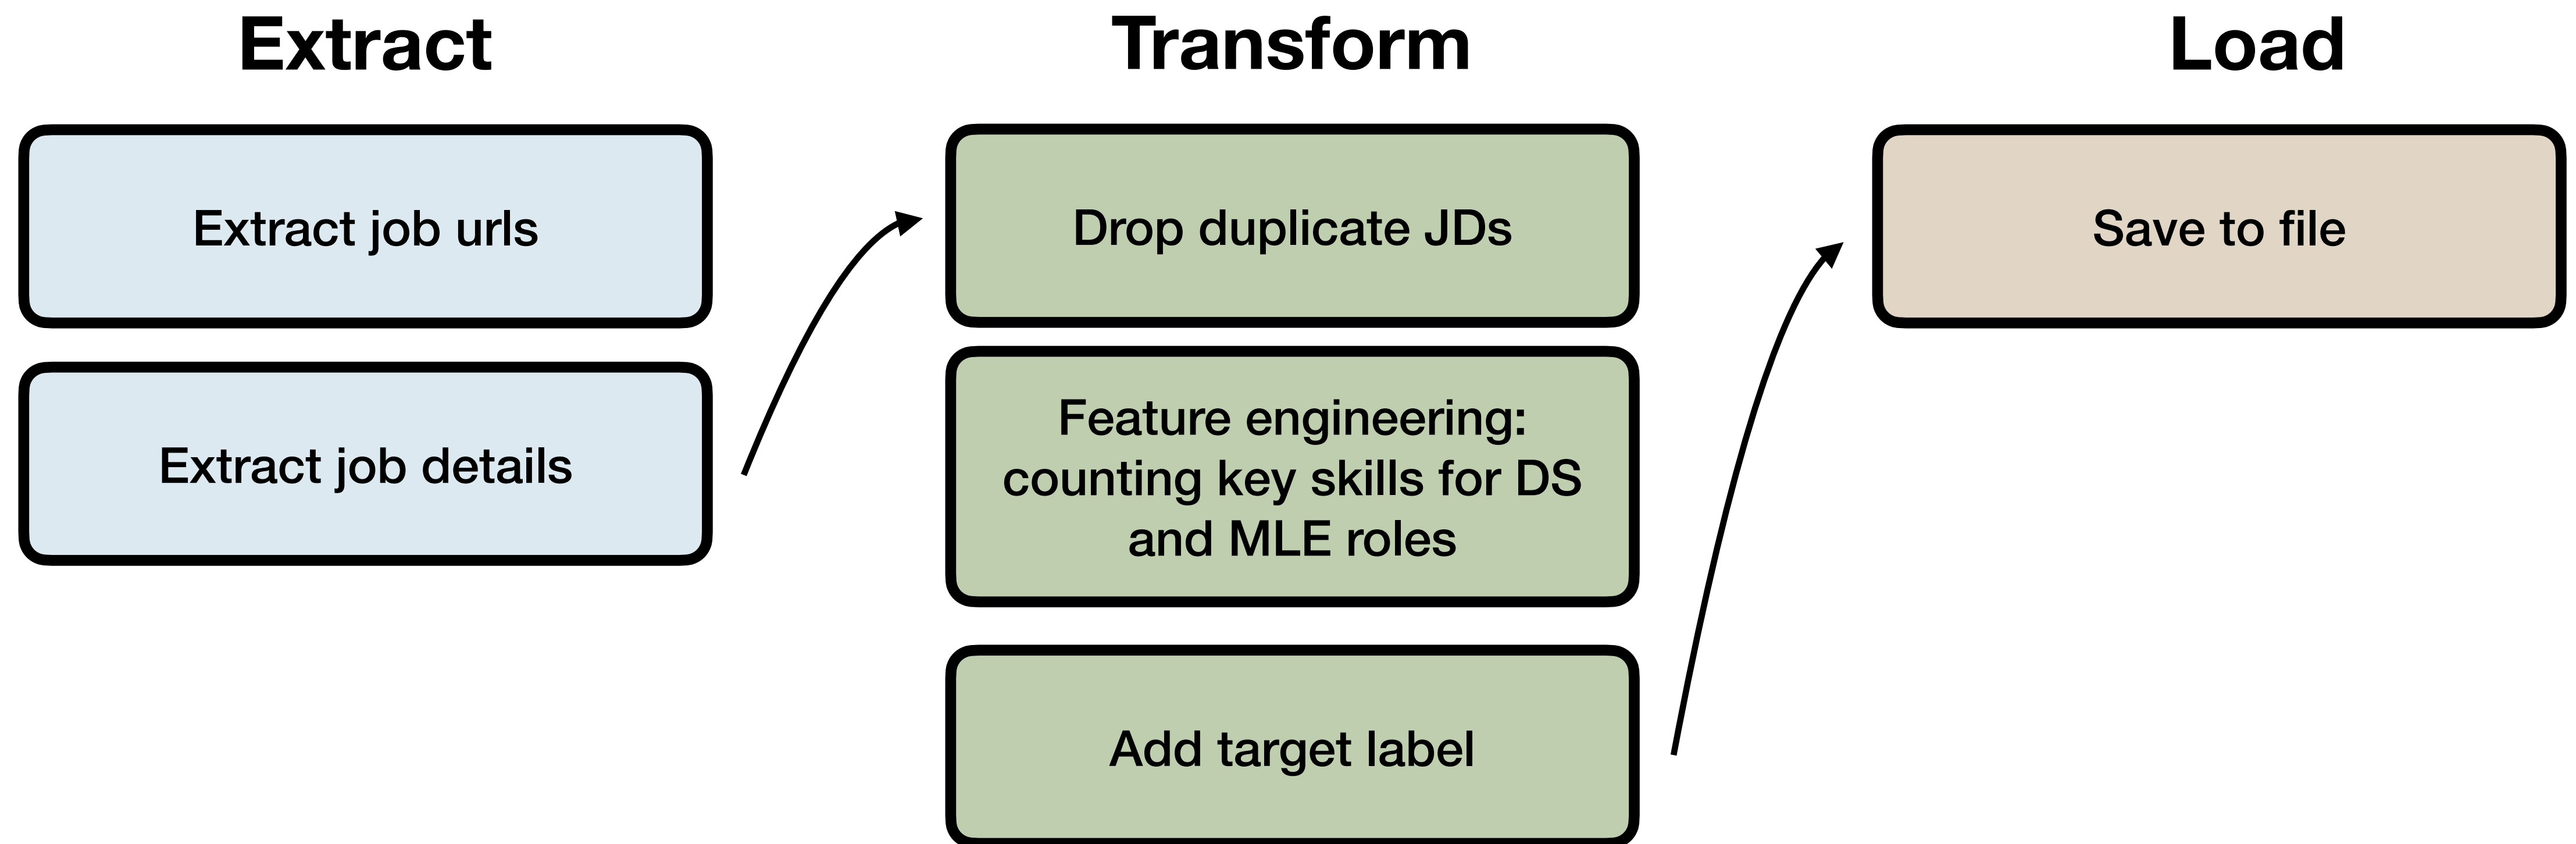 Extract
Extract job urls
Extract job details
Transform
Drop duplicate JDs
Feature engineering:
counting key skills for DS
and MLE roles
Add target label
Load
Save to file